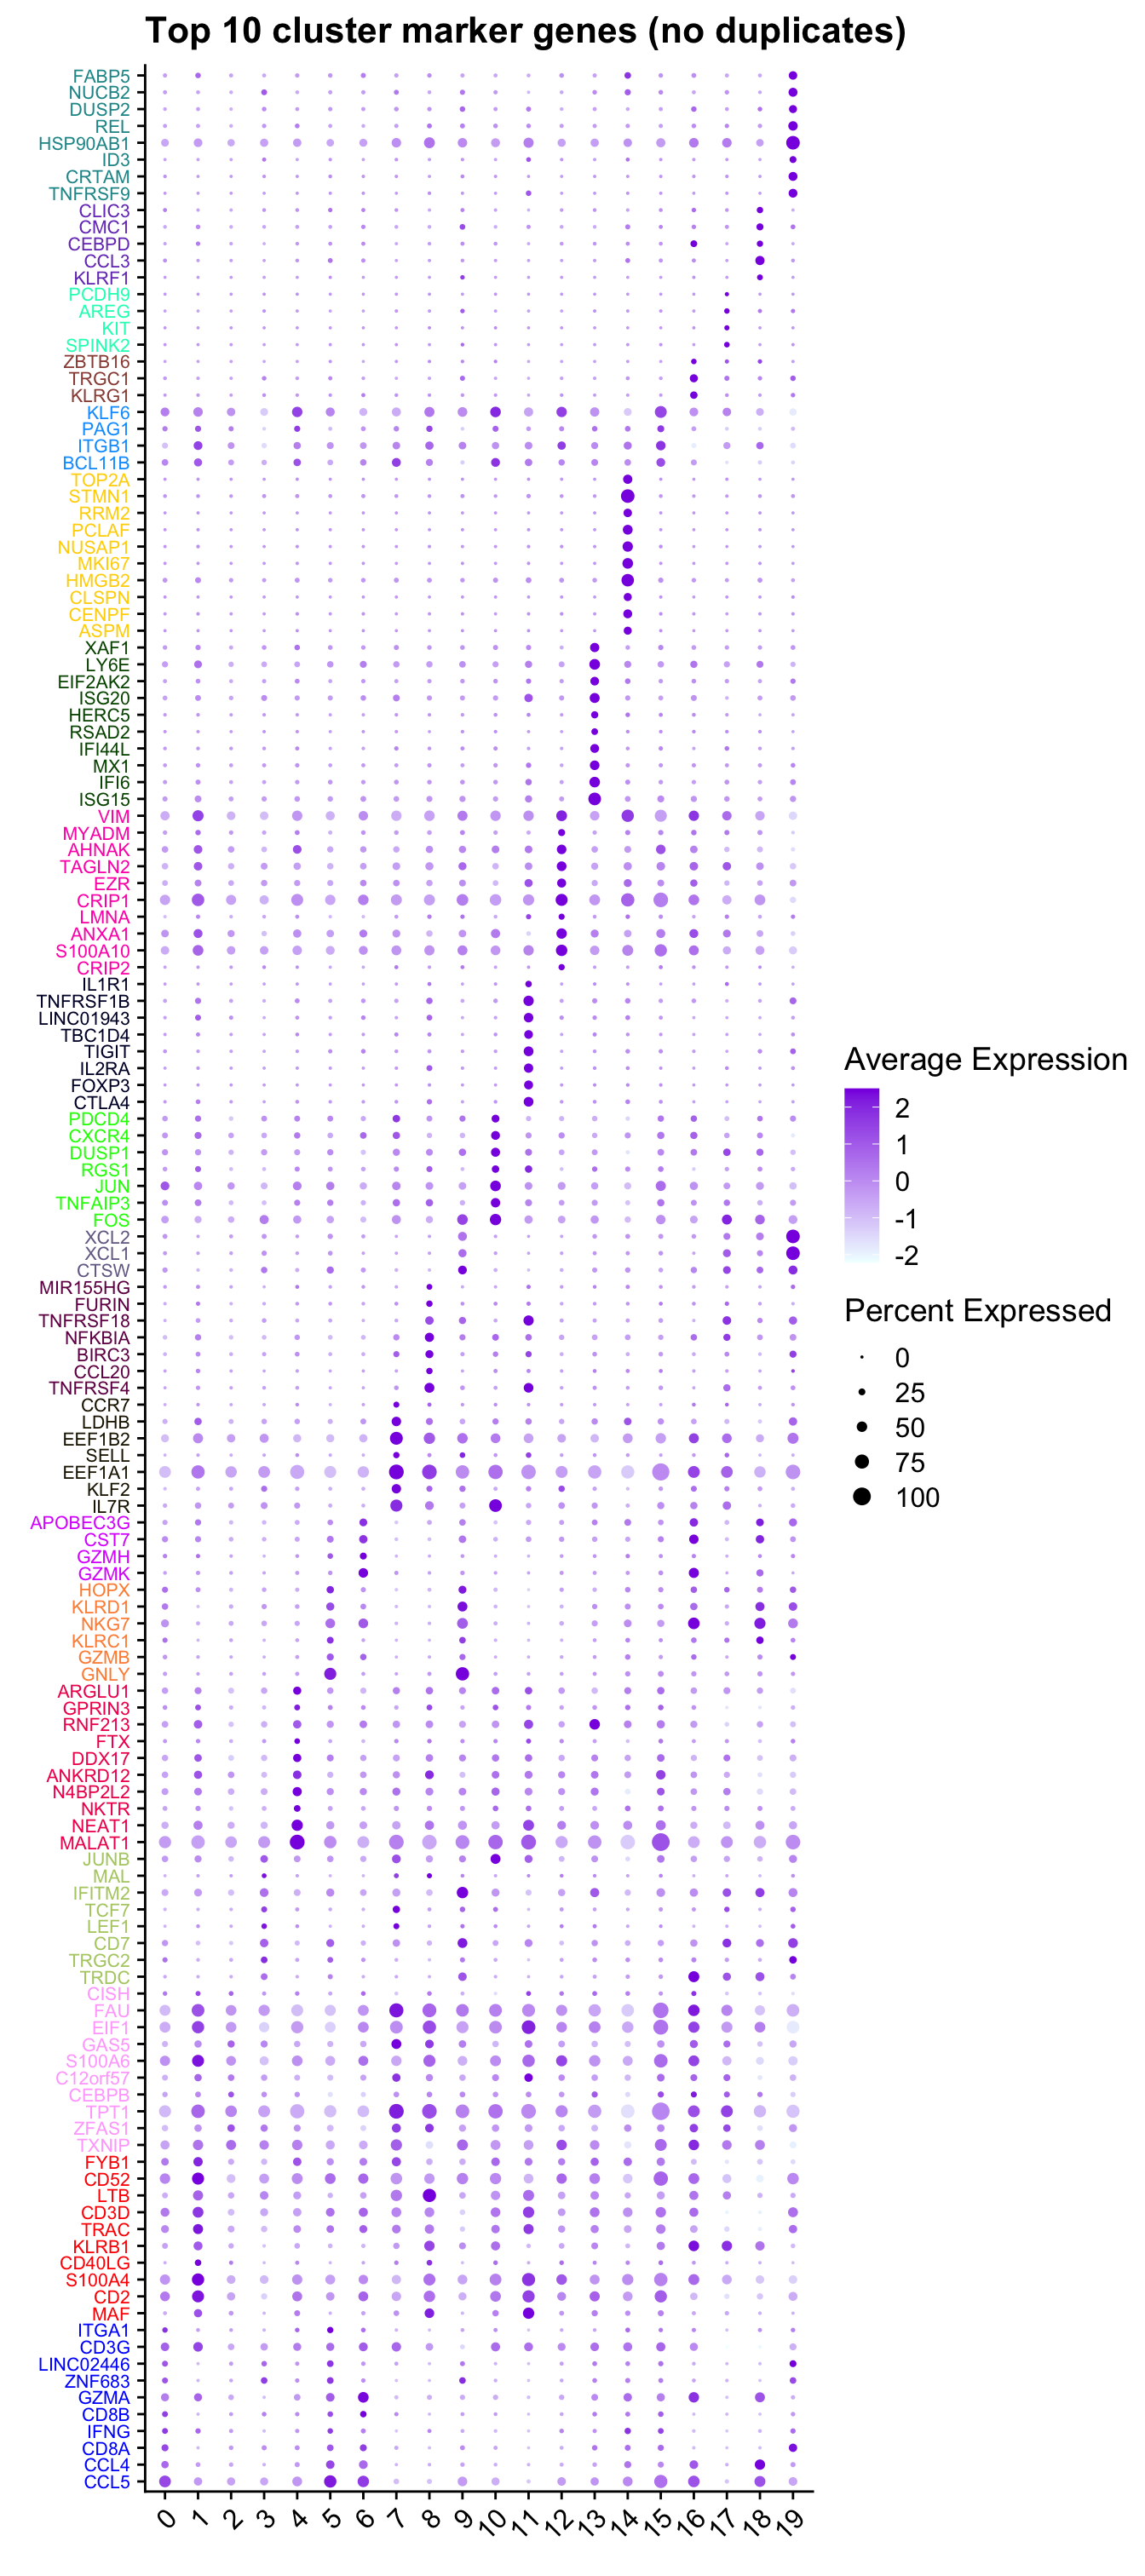 Top 10 cluster marker genes (no duplicates)
FABP5
NUCB2
DUSP2
REL
HSP90AB1
ID3
CRTAM
TNFRSF9
CLIC3
CMC1
CEBPD
CCL3
KLRF1
PCDH9
AREG
KIT
SPINK2
ZBTB16
TRGC1
KLRG1
KLF6
PAG1
ITGB1
BCL11B
TOP2A
STMN1
RRM2
PCLAF
NUSAP1
MKI67
HMGB2
CLSPN
CENPF
ASPM
XAF1
LY6E
EIF2AK2
ISG20
HERC5
RSAD2
IFI44L
MX1
IFI6
ISG15
VIM
MYADM
AHNAK
TAGLN2
EZR
CRIP1
LMNA
ANXA1
S100A10
CRIP2
IL1R1
TNFRSF1B
LINC01943
TBC1D4
TIGIT
IL2RA
FOXP3
CTLA4
PDCD4
CXCR4
DUSP1
RGS1
JUN
TNFAIP3
FOS
XCL2
XCL1
CTSW
MIR155HG
FURIN
TNFRSF18
NFKBIA
BIRC3
CCL20
TNFRSF4
CCR7
LDHB
EEF1B2
SELL
EEF1A1
KLF2
IL7R
APOBEC3G
CST7
GZMH
GZMK
HOPX
KLRD1
NKG7
KLRC1
GZMB
GNLY
ARGLU1
GPRIN3
RNF213
FTX
DDX17
ANKRD12
N4BP2L2
NKTR
NEAT1
MALAT1
JUNB
MAL
IFITM2
TCF7
LEF1
CD7
TRGC2
TRDC
CISH
FAU
EIF1
GAS5
S100A6
C12orf57
CEBPB
TPT1
ZFAS1
TXNIP
FYB1
CD52
LTB
CD3D
TRAC
KLRB1
CD40LG
S100A4
CD2
MAF
ITGA1
CD3G
LINC02446
ZNF683
GZMA
CD8B
IFNG
CD8A
CCL4
CCL5
0 1 2 3 4 5 6 7 8 9 10 11 12 13 14 15 16 17 18 19
Average Expression
2
1
0
-1
-2
Percent Expressed
0
25
50
75
100